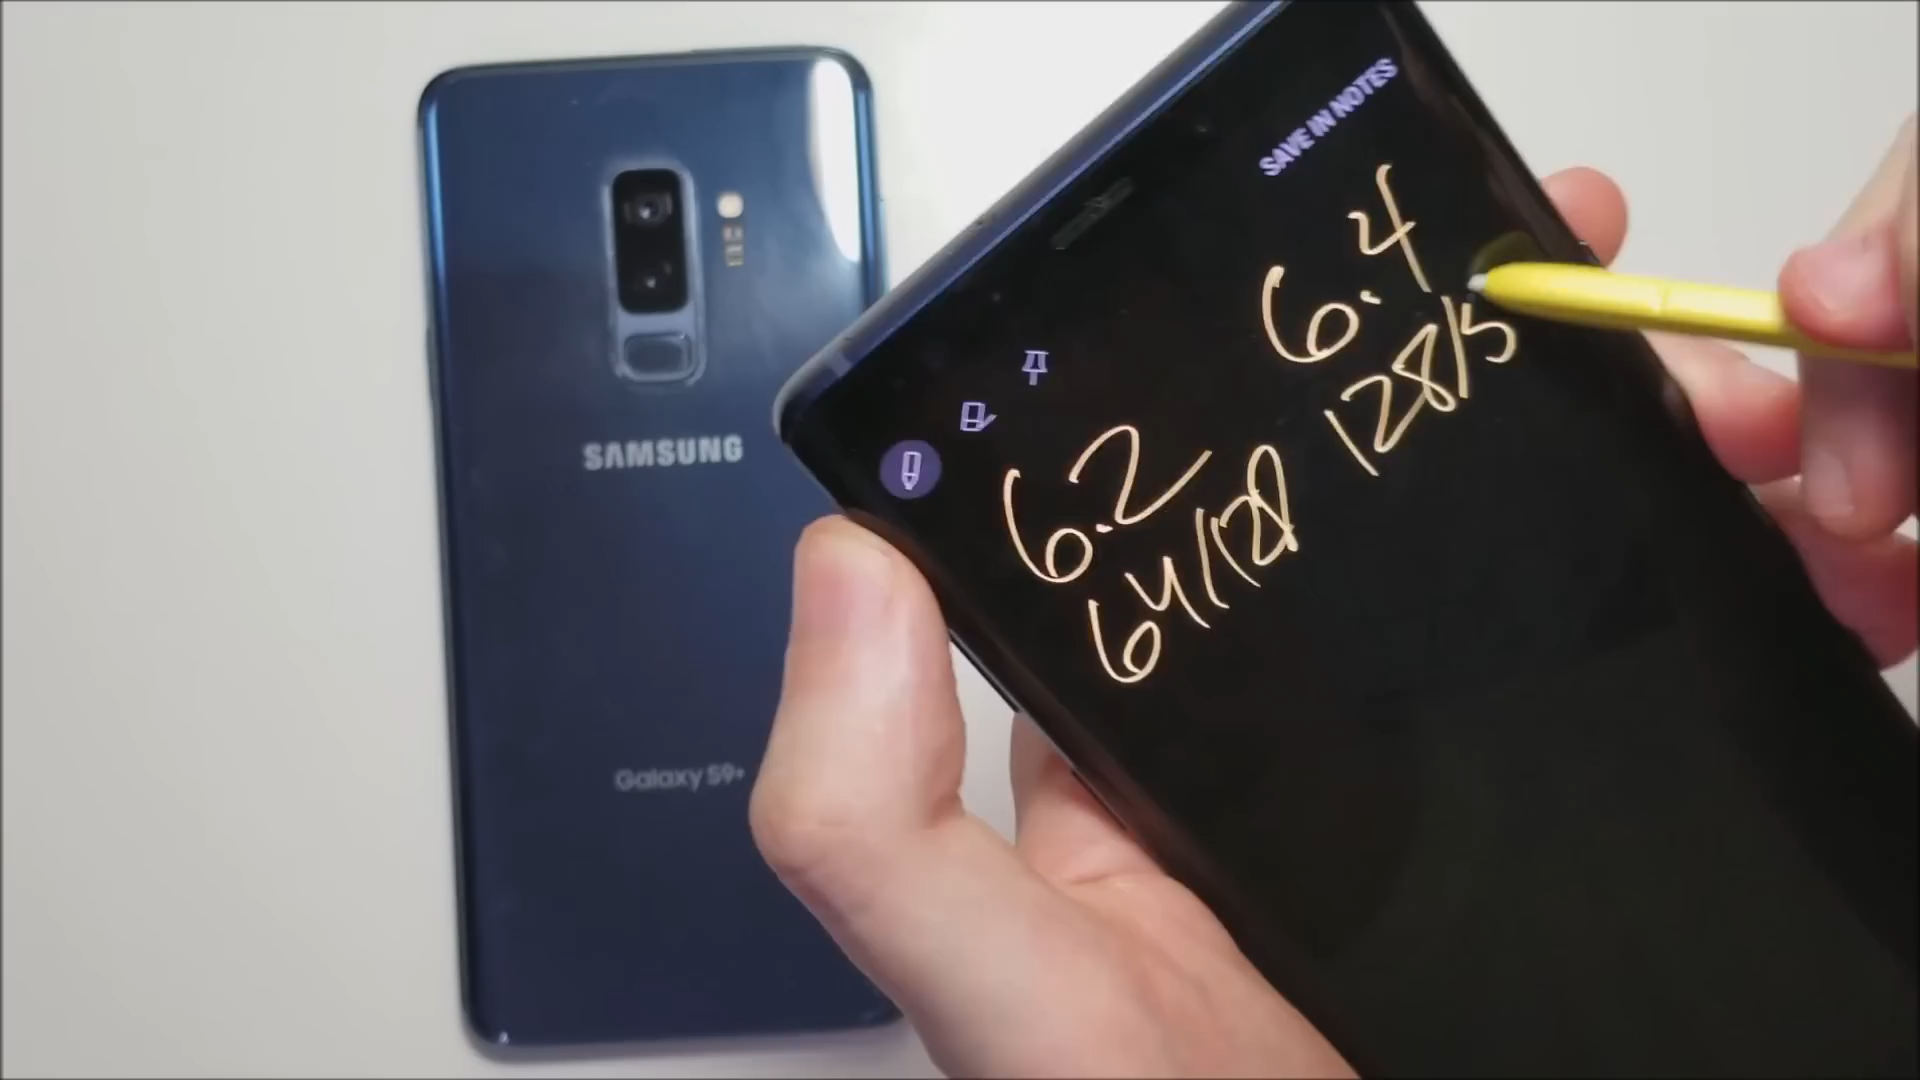 SAMSUNG
Galaxy S9+
SAVE IN NOTES
6.2
64/128
6.4
128/5